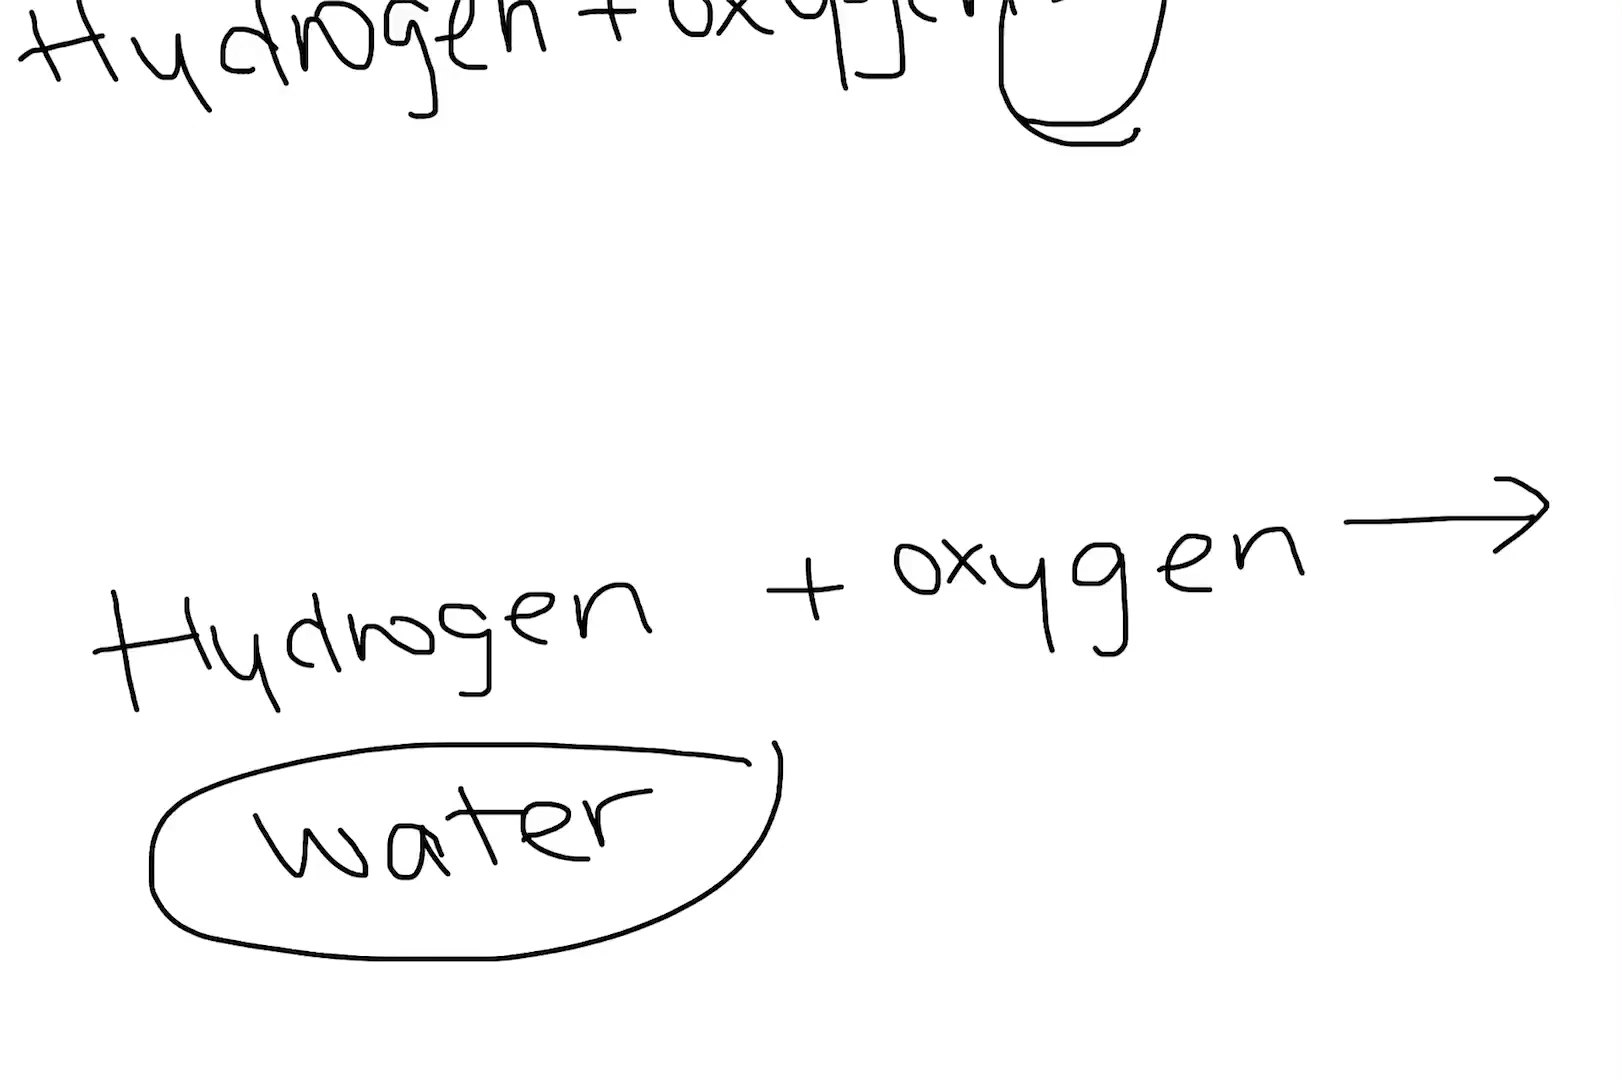 Hydrogen + oxygen
Hydrogen + oxygen →
water